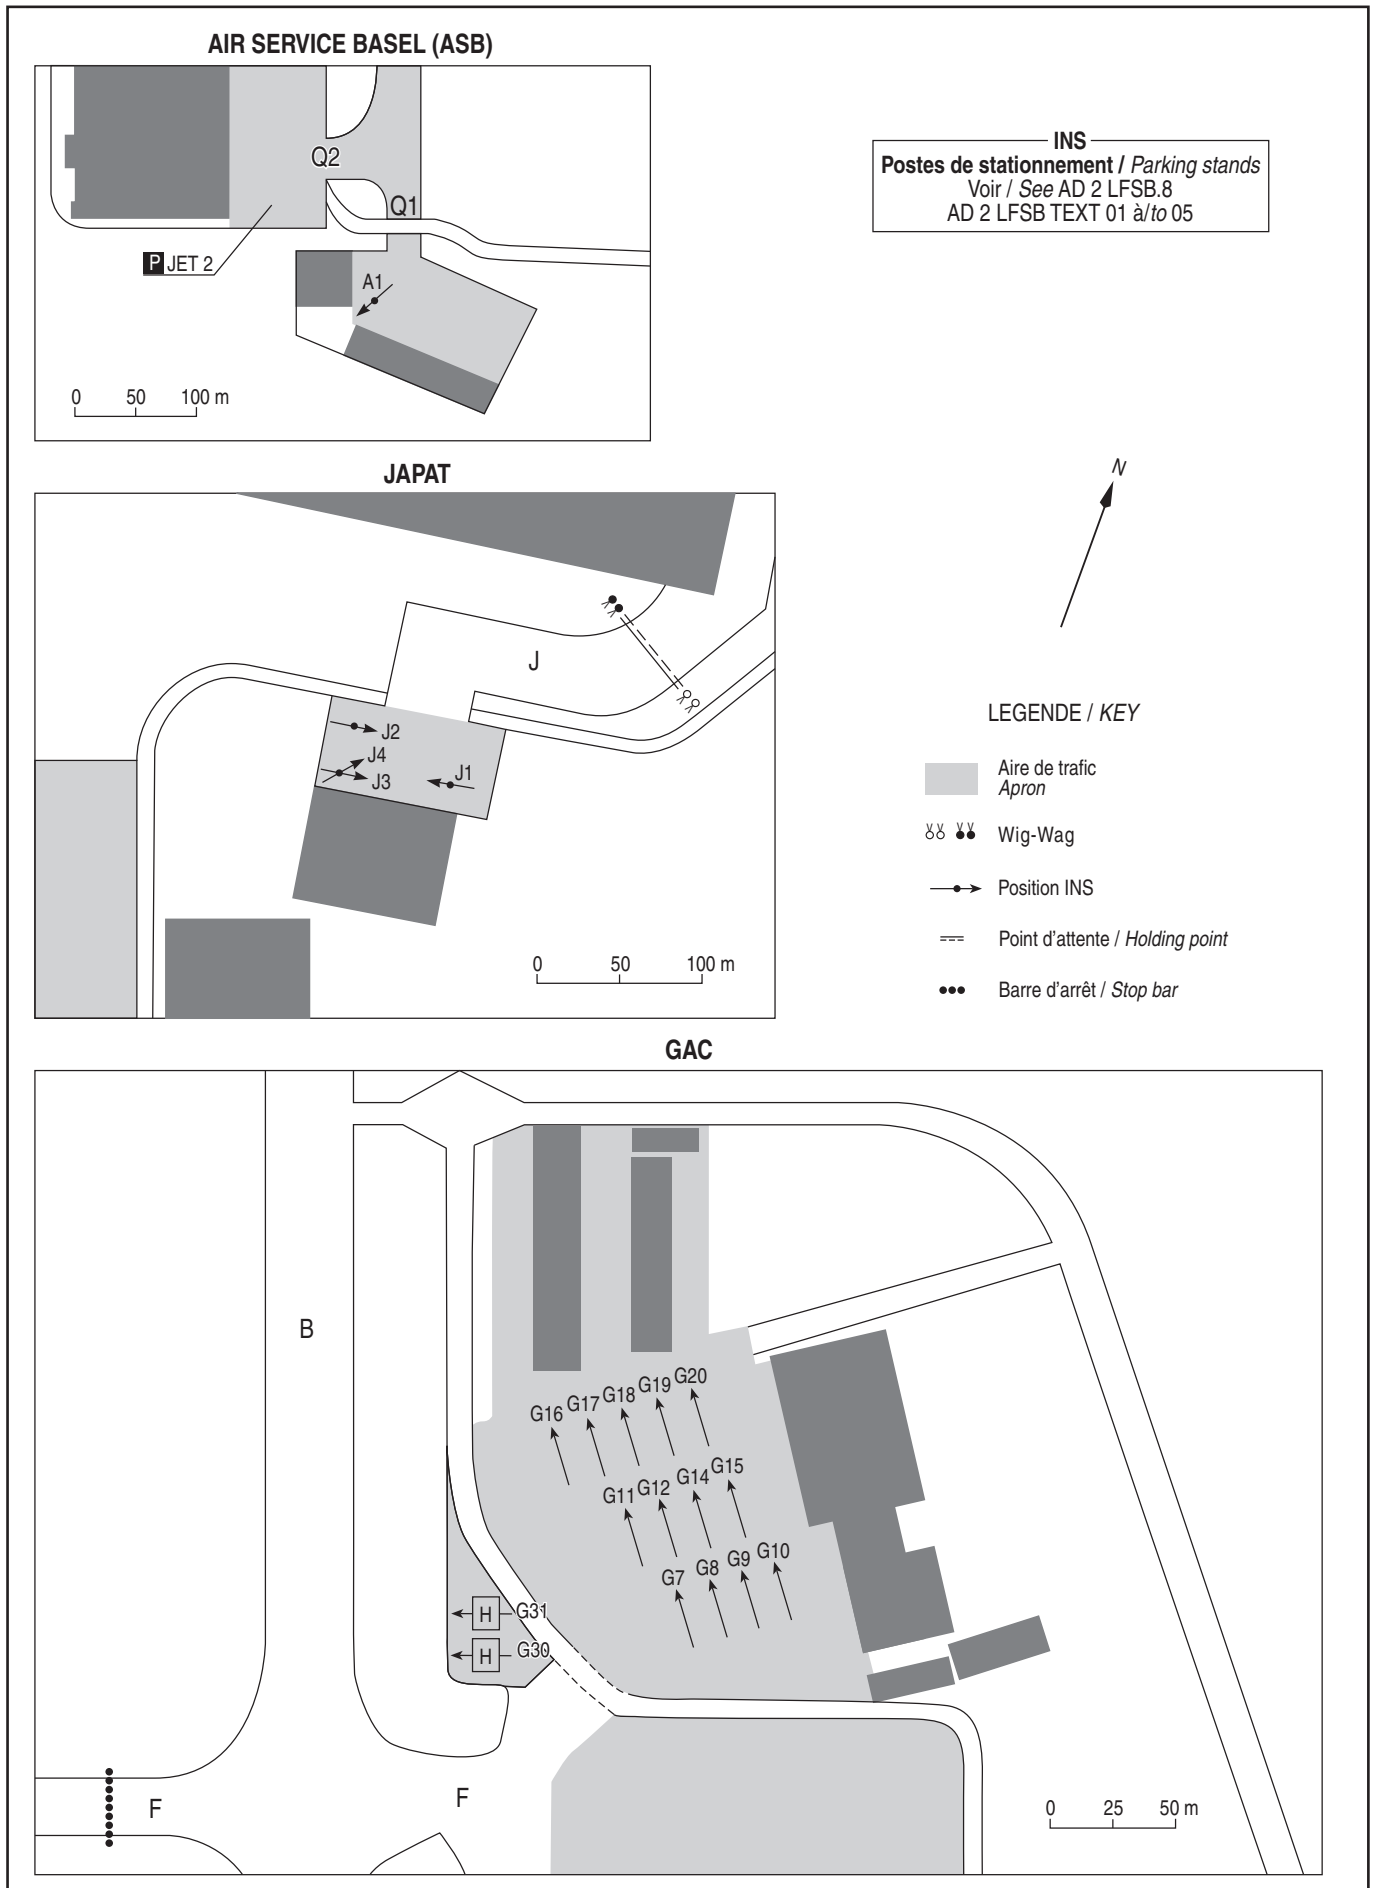 AIR SERVICE BASEL (ASB)
Q2
Q1
P JET 2
A1
0 50 100 m
INS
Postes de stationnement / Parking stands
Voir / See AD 2 LFSB.8
AD 2 LFSB TEXT 01 à/to 05
JAPAT
N
J
J2
J4
J3
J1
0 50 100 m
LEGENDE / KEY
Aire de trafic
Apron
Wig-Wag
Position INS
Point d'attente / Holding point
Barre d'arrêt / Stop bar
GAC
B
G16 G17 G18 G19 G20
G11 G12 G14 G15
G7 G8 G9 G10
H G31
H G30
F
F
0 25 50 m